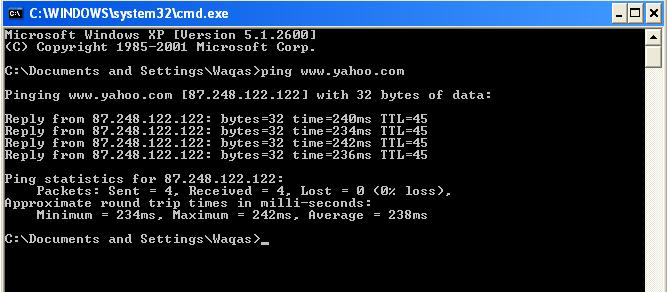 C:\WINDOWS\system32\cmd.exe
Microsoft Windows XP [Version 5.1.2600]
(C) Copyright 1985-2001 Microsoft Corp.
C:\Documents and Settings\Waqas>ping www.yahoo.com
Pinging www.yahoo.com [87.248.122.122] with 32 bytes of data:
Reply from 87.248.122.122: bytes=32 time=240ms TTL=45
Reply from 87.248.122.122: bytes=32 time=234ms TTL=45
Reply from 87.248.122.122: bytes=32 time=242ms TTL=45
Reply from 87.248.122.122: bytes=32 time=236ms TTL=45
Ping statistics for 87.248.122.122:
    Packets: Sent = 4, Received = 4, Lost = 0 (0% loss),
Approximate round trip times in milli-seconds:
    Minimum = 234ms, Maximum = 242ms, Average = 238ms
C:\Documents and Settings\Waqas>_